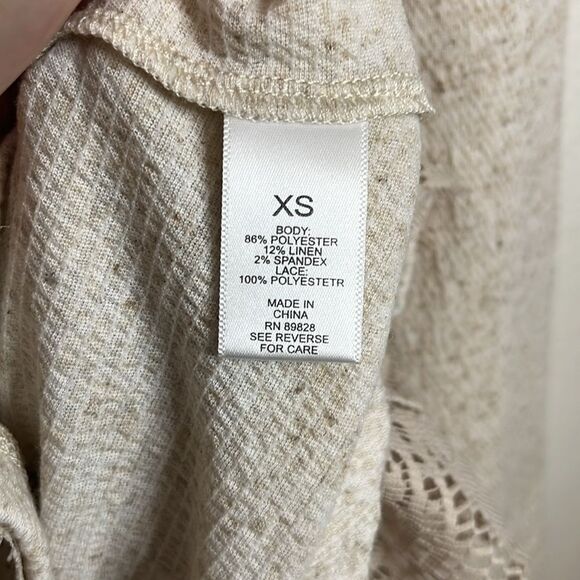 XS
BODY:
86% POLYESTER
12% LINEN
2% SPANDEX
LACE:
100% POLYESTETR
MADE IN
CHINA
RN 89828
SEE REVERSE
FOR CARE